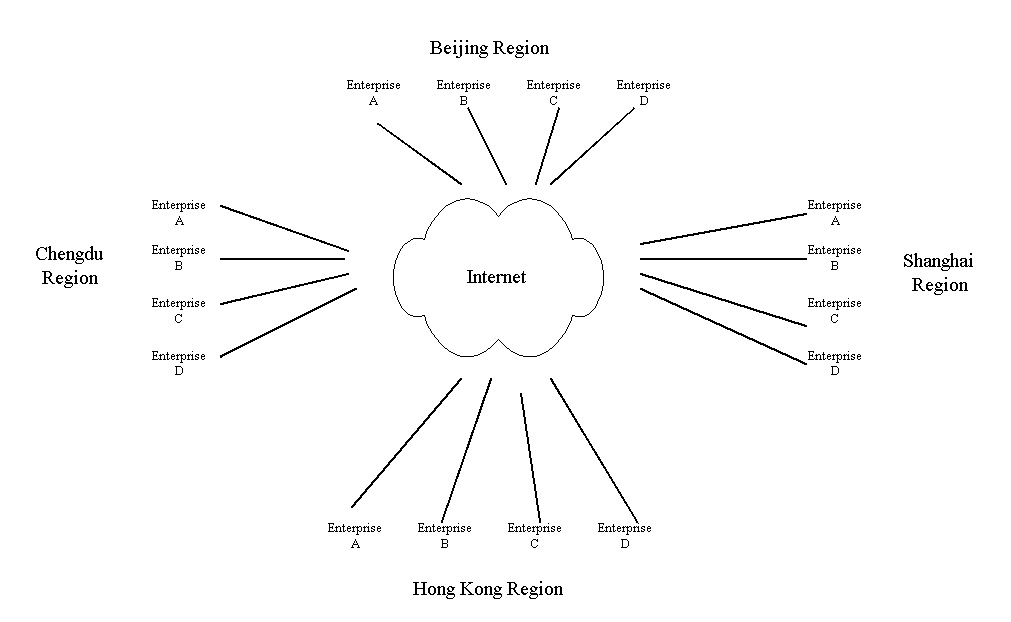 Beijing Region
Enterprise
A
Enterprise
B
Enterprise
C
Enterprise
D
Chengdu
Region
Enterprise
A
Enterprise
B
Enterprise
C
Enterprise
D
Internet
Enterprise
A
Enterprise
B
Enterprise
C
Enterprise
D
Shanghai
Region
Enterprise
A
Enterprise
B
Enterprise
C
Enterprise
D
Hong Kong Region